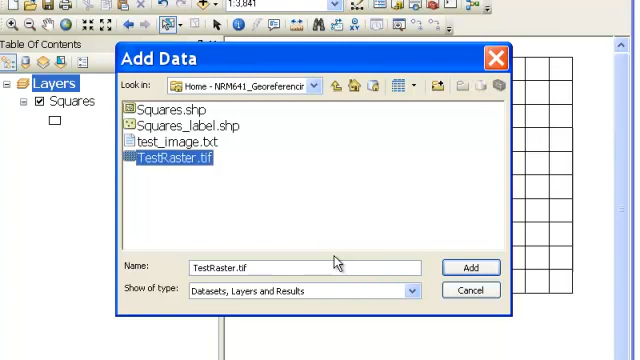 1:3,841
Table Of Contents
Layers
Squares
Add Data
Look in:
Home - NRM641_Georeferencir
Squares.shp
Squares_label.shp
test_image.txt
TestRaster.tif
Name:
TestRaster.tif
Add
Show of type:
Datasets, Layers and Results
Cancel